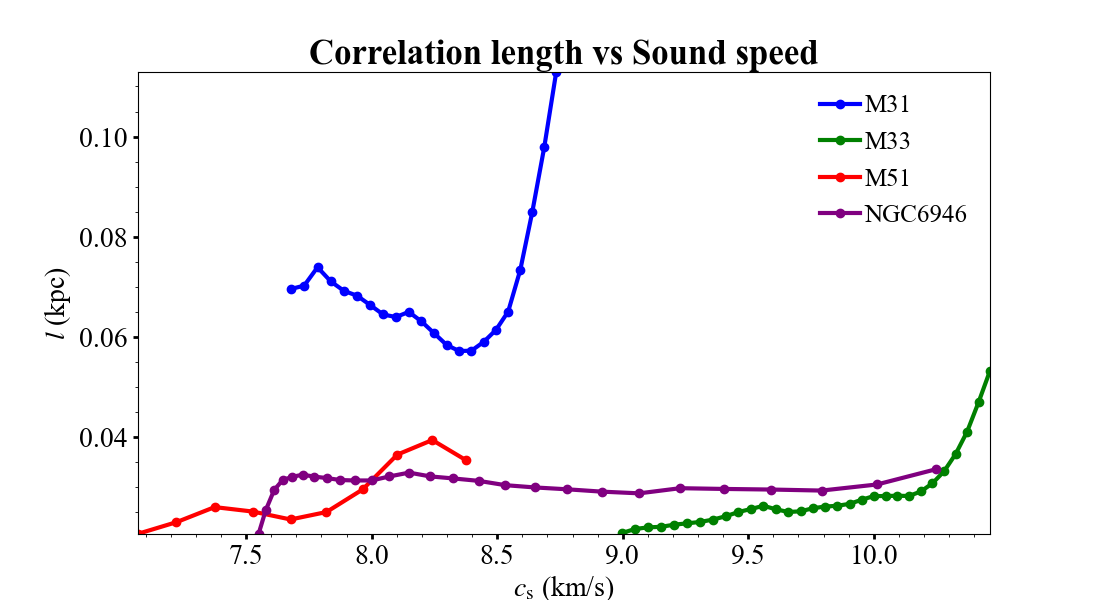 Correlation length vs Sound speed
M31
M33
M51
NGC6946
0.10
0.08
0.06
0.04
l (kpc)
7.5 8.0 8.5 9.0 9.5 10.0
cs (km/s)